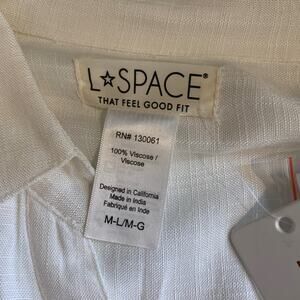 L☆SPACE®
THAT FEEL GOOD FIT
RN# 130061
100% Viscose /
Viscose
Designed in California
Made in India
Fabriqué en Inde
M-L/M-G